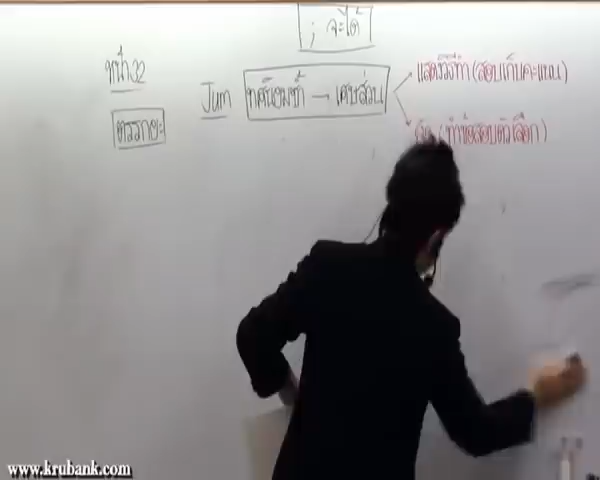 ; จะได้
หน้า 32
Jum ทศนิยมซ้ำ → เศษส่วน
แสดงวิธีทำ (สอบเก็บคะแนน)
ลัด (ทำข้อสอบตัวเลือก)
ตรรกยะ
www.krubank.com